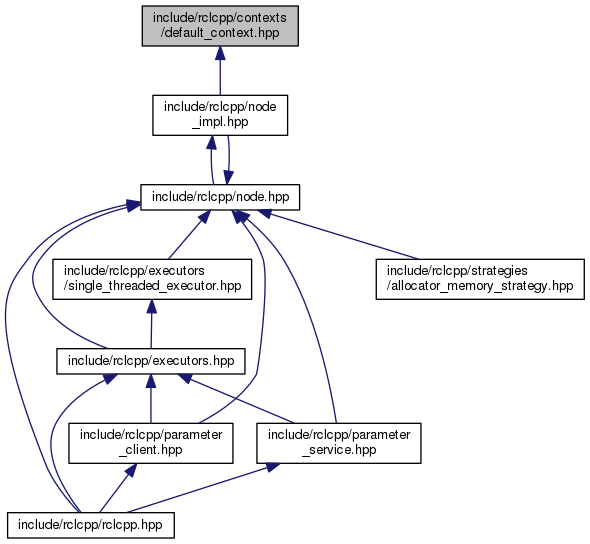 include/rclcpp/contexts
/default_context.hpp
include/rclcpp/node
_impl.hpp
include/rclcpp/node.hpp
include/rclcpp/executors
/single_threaded_executor.hpp
include/rclcpp/strategies
/allocator_memory_strategy.hpp
include/rclcpp/executors.hpp
include/rclcpp/parameter
_client.hpp
include/rclcpp/parameter
_service.hpp
include/rclcpp/rclcpp.hpp